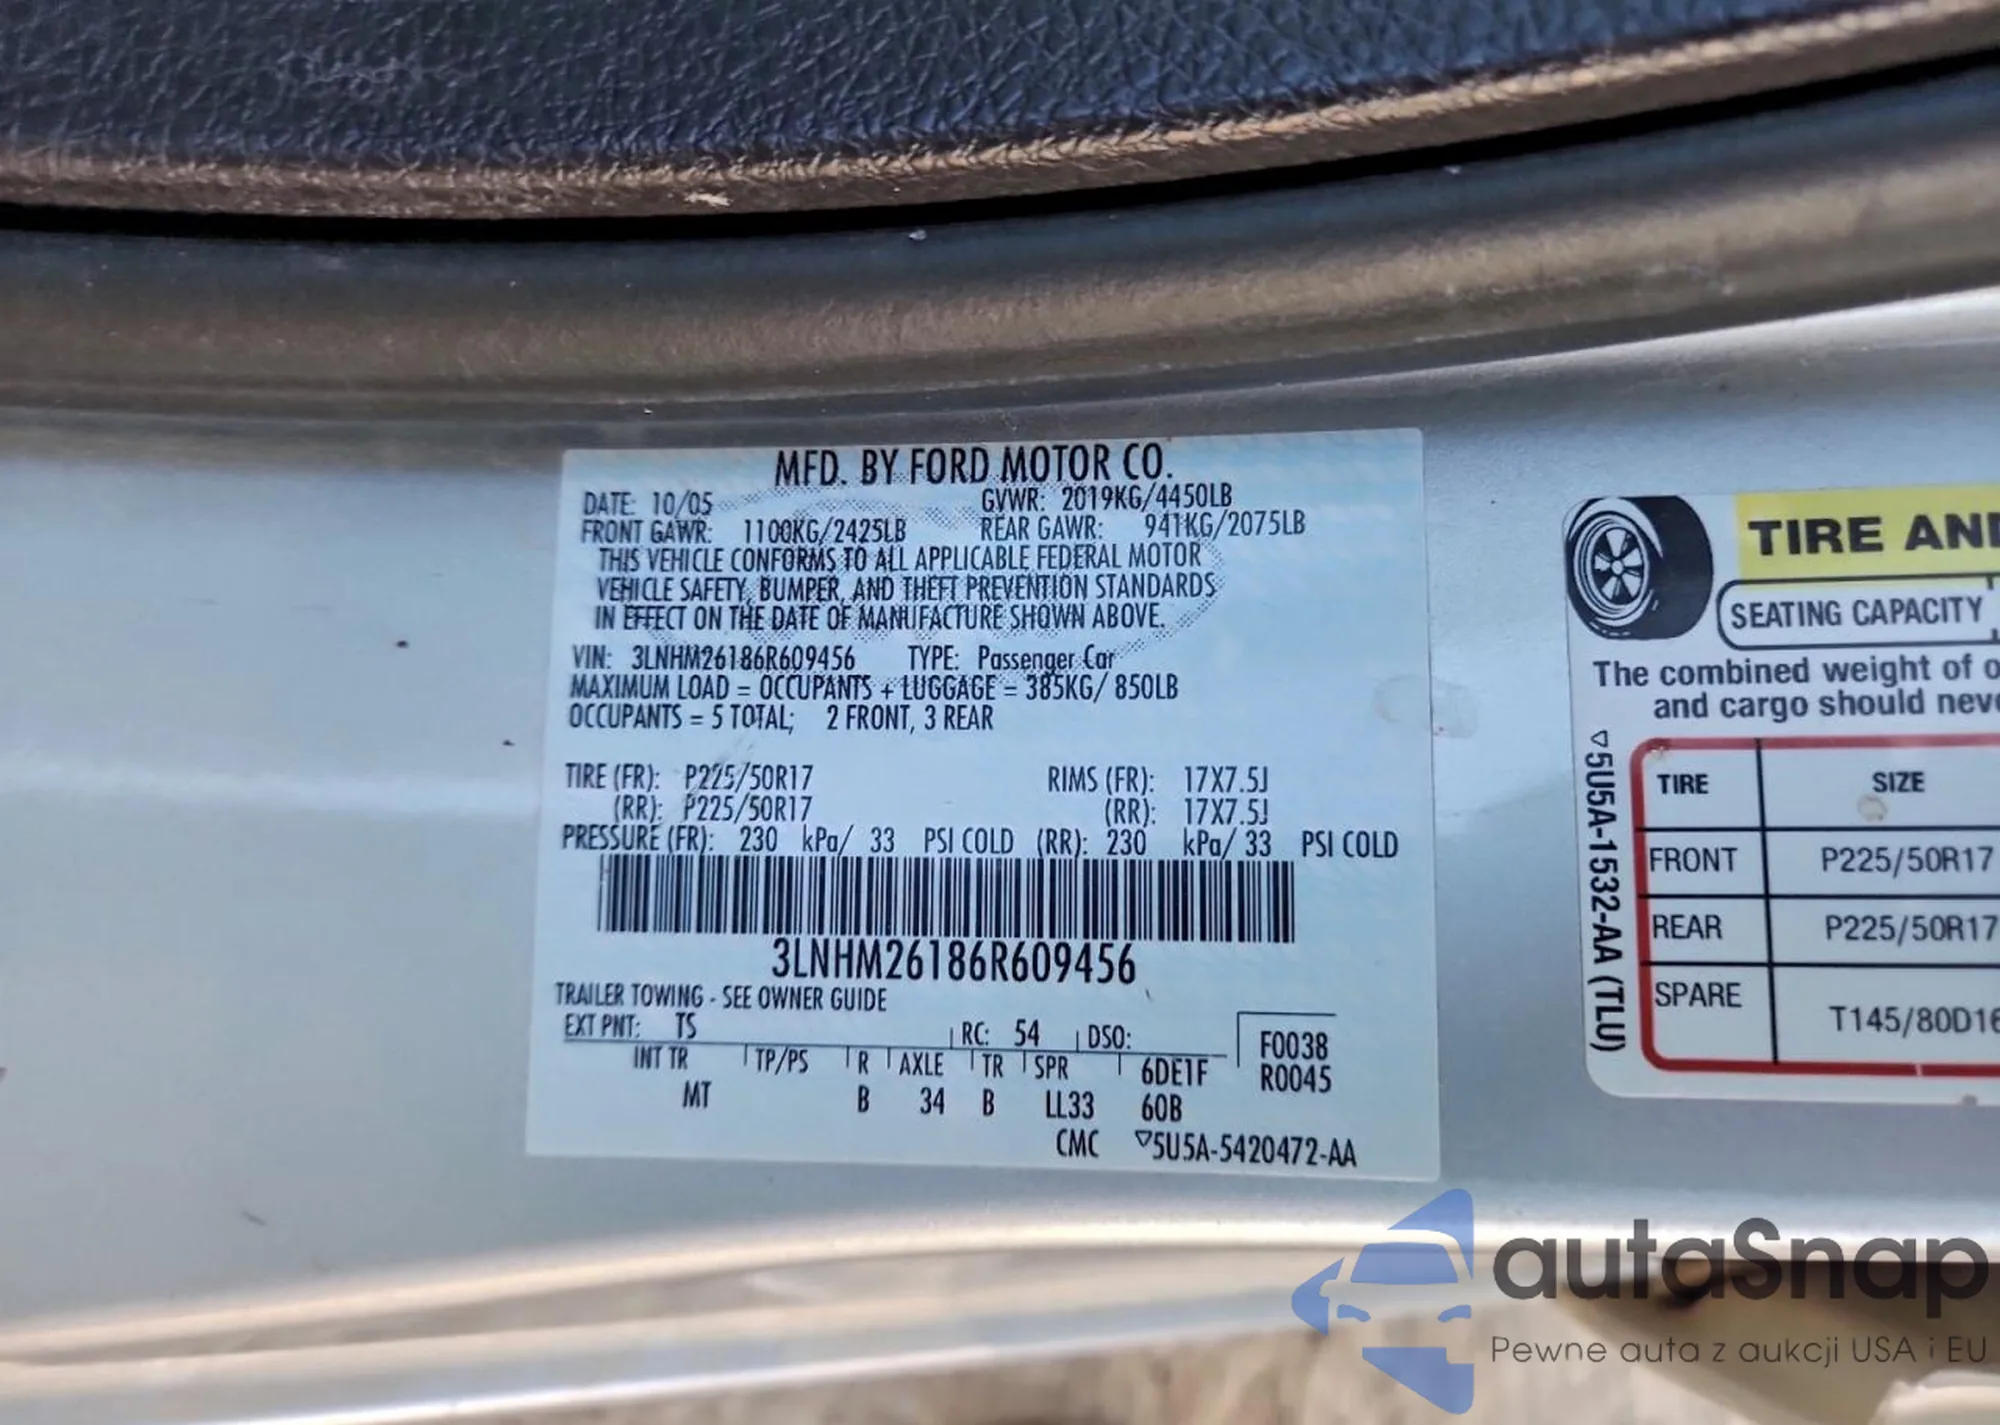 MFD. BY FORD MOTOR CO.
DATE: 10/05 GVWR: 2019KG/4450LB
FRONT GAWR: 1100KG/2425LB REAR GAWR: 941KG/2075LB
THIS VEHICLE CONFORMS TO ALL APPLICABLE FEDERAL MOTOR
VEHICLE SAFETY, BUMPER, AND THEFT PREVENTION STANDARDS
IN EFFECT ON THE DATE OF MANUFACTURE SHOWN ABOVE.
VIN: 3LNHM26186R609456 TYPE: Passenger Car
MAXIMUM LOAD = OCCUPANTS + LUGGAGE = 385KG/ 850LB
OCCUPANTS = 5 TOTAL; 2 FRONT, 3 REAR
TIRE (FR): P225/50R17 RIMS (FR): 17X7.5J
(RR): P225/50R17 (RR): 17X7.5J
PRESSURE (FR): 230 kPa/ 33 PSI COLD (RR): 230 kPa/ 33 PSI COLD
3LNHM26186R609456
TRAILER TOWING - SEE OWNER GUIDE
EXT PNT: TS RC: 54 DSO:
F0038
INT TR TP/PS R AXLE TR SPR 6DE1F
R0045
MT B 34 B LL33 60B
CMC ▽5U5A-5420472-AA
TIRE AND
SEATING CAPACITY
The combined weight of o
and cargo should neve
▽5U5A-1532-AA (TLU)
TIRE SIZE
FRONT P225/50R17
REAR P225/50R17
SPARE T145/80D16
autaSnap
Pewne auta z aukcji USA i EU